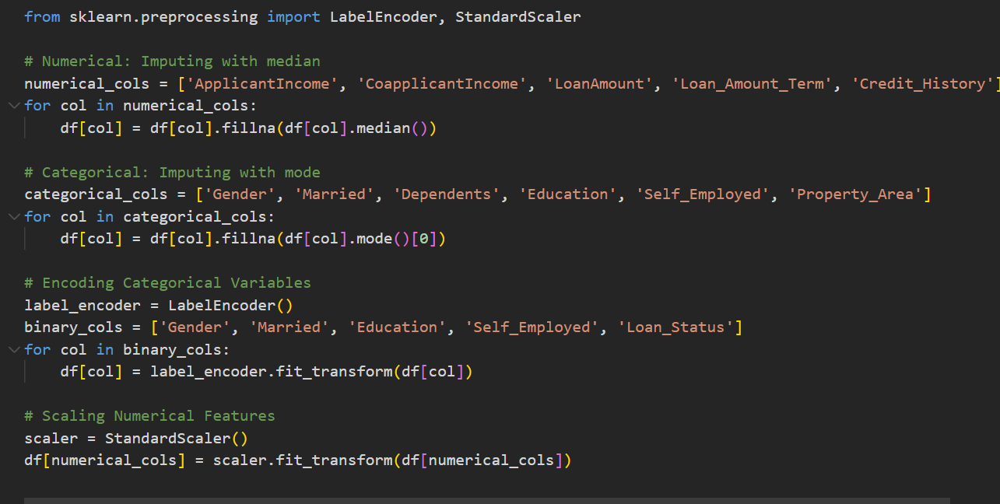 from sklearn.preprocessing import LabelEncoder, StandardScaler
# Numerical: Imputing with median
numerical_cols = ['ApplicantIncome', 'CoapplicantIncome', 'LoanAmount', 'Loan_Amount_Term', 'Credit_History']
for col in numerical_cols:
    df[col] = df[col].fillna(df[col].median())
# Categorical: Imputing with mode
categorical_cols = ['Gender', 'Married', 'Dependents', 'Education', 'Self_Employed', 'Property_Area']
for col in categorical_cols:
    df[col] = df[col].fillna(df[col].mode()[0])
# Encoding Categorical Variables
label_encoder = LabelEncoder()
binary_cols = ['Gender', 'Married', 'Education', 'Self_Employed', 'Loan_Status']
for col in binary_cols:
    df[col] = label_encoder.fit_transform(df[col])
# Scaling Numerical Features
scaler = StandardScaler()
df[numerical_cols] = scaler.fit_transform(df[numerical_cols])